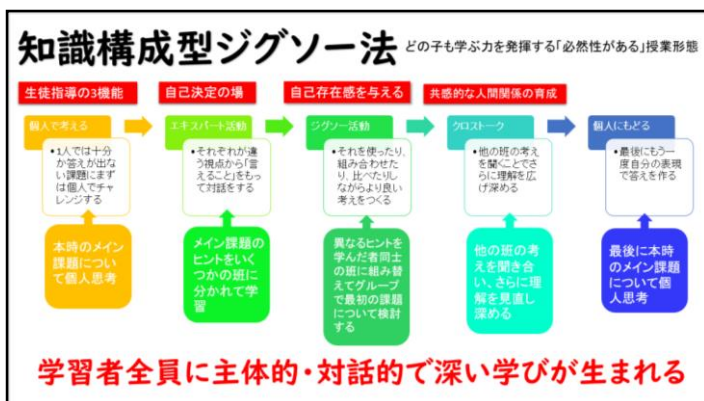 知識構成型ジグソー法
どの子も学ぶ力を発揮する「必然性がある」授業形態
生徒指導の3機能
自己決定の場
自己存在感を与える
共感的な人間関係の育成
個人で考える
エキスパート活動
ジグソー活動
クロストーク
個人にもどる
•1人では十分
か答えが出な
い課題にまず
は個人でチャ
レンジする
•それぞれが違
う視点から「言
えること」をもっ
て対話をする
•それを使ったり、
組み合わせた
り、比べたりし
ながらより良い
考えをつくる
•他の班の考え
を聞くことでさ
らに理解を広
げ深める
•最後にもう一
度自分の表現
で答えを作る
本時のメイン
課題につい
て個人思考
メイン課題の
ヒントをいく
つかの班に
分かれて学
習
異なるヒントを
学んだ者同士
の班に組み替
えてグループ
で最初の課題
について検討
する
他の班の考
えを聞き合
い、さらに理
解を見直し
深める
最後に本時
のメイン課題
について個
人思考
学習者全員に主体的・対話的で深い学びが生まれる